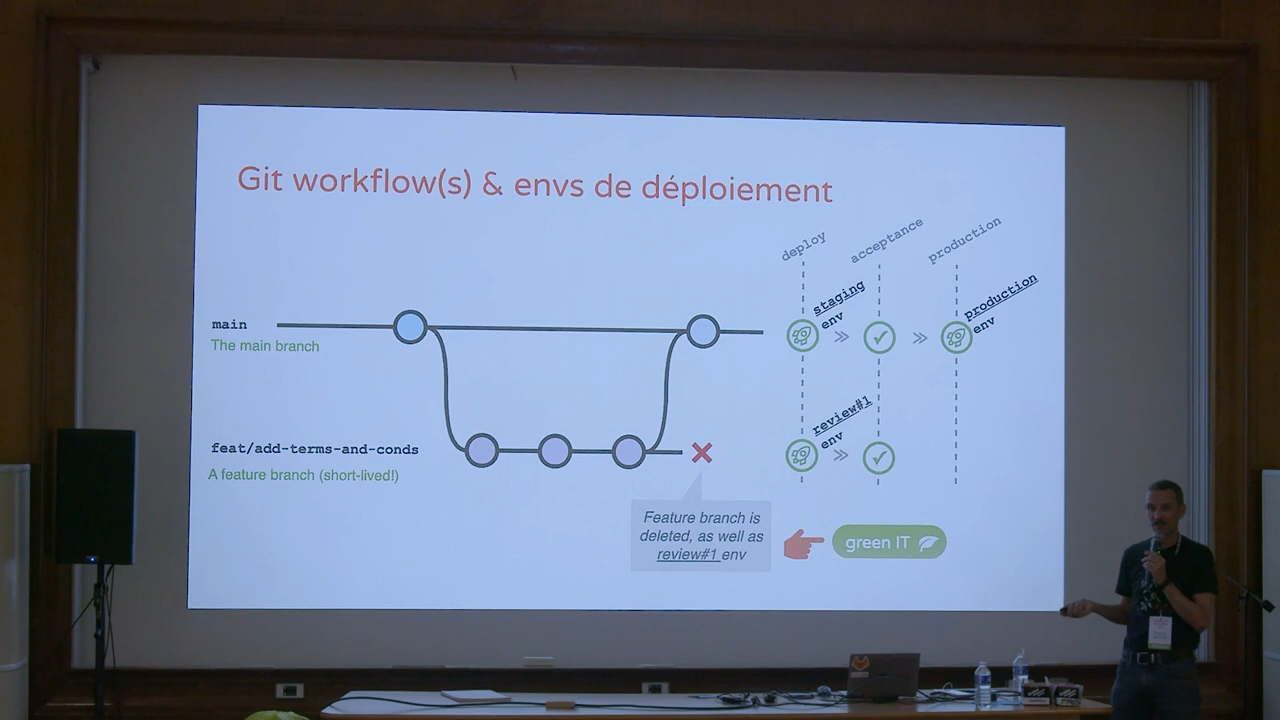 Git workflow(s) & envs de déploiement
deploy
acceptance
production
main
The main branch
staging
env
production
env
feat/add-terms-and-conds
A feature branch (short-lived!)
review#1
env
Feature branch is
deleted, as well as
review#1 env
green IT